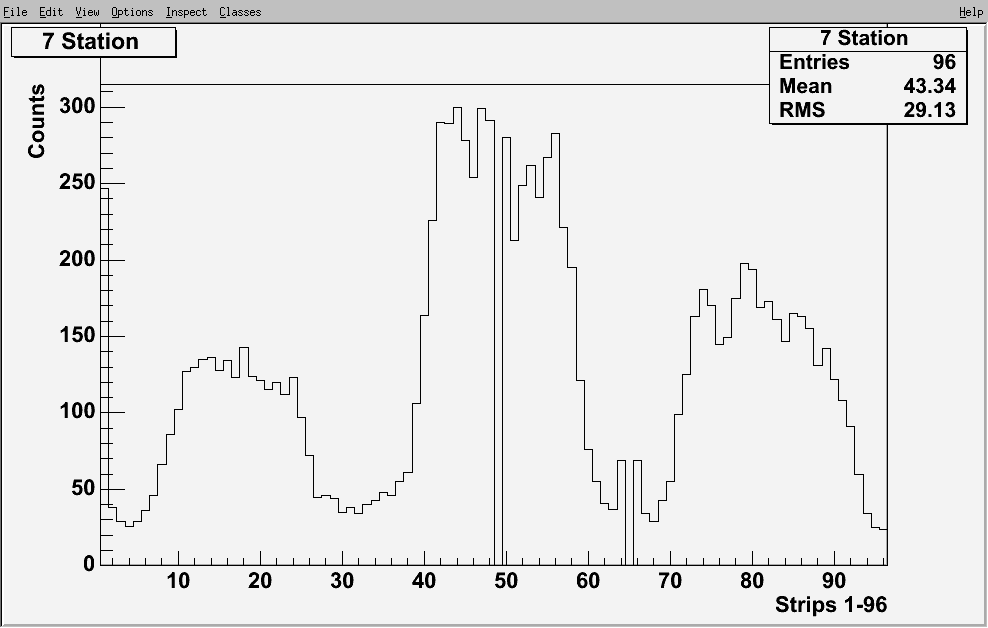 File Edit View Options Inspect Classes Help
7 Station
7 Station
Entries 96
Mean 43.34
RMS 29.13
Counts
300
250
200
150
100
50
0
10 20 30 40 50 60 70 80 90
Strips 1-96